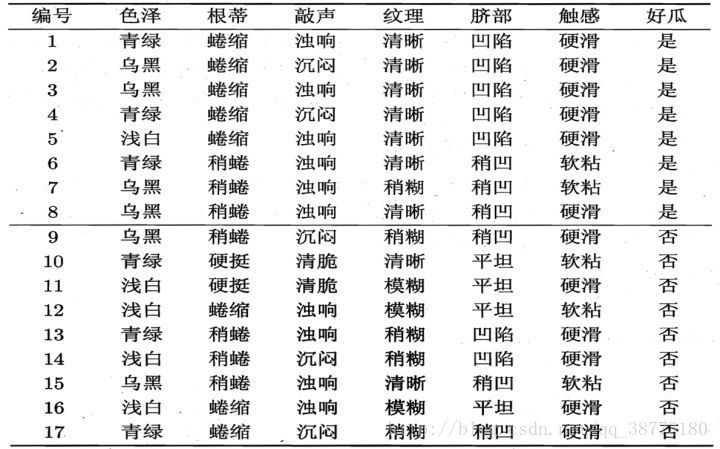 编号 色泽 根蒂 敲声 纹理 脐部 触感 好瓜
1 青绿 蜷缩 浊响 清晰 凹陷 硬滑 是
2 乌黑 蜷缩 沉闷 清晰 凹陷 硬滑 是
3 乌黑 蜷缩 浊响 清晰 凹陷 硬滑 是
4 青绿 蜷缩 沉闷 清晰 凹陷 硬滑 是
5 浅白 蜷缩 浊响 清晰 凹陷 硬滑 是
6 青绿 稍蜷 浊响 清晰 稍凹 软粘 是
7 乌黑 稍蜷 浊响 稍糊 稍凹 软粘 是
8 乌黑 稍蜷 浊响 清晰 稍凹 硬滑 是
9 乌黑 稍蜷 沉闷 稍糊 稍凹 硬滑 否
10 青绿 硬挺 清脆 清晰 平坦 软粘 否
11 浅白 硬挺 清脆 模糊 平坦 硬滑 否
12 浅白 蜷缩 浊响 模糊 平坦 软粘 否
13 青绿 稍蜷 浊响 稍糊 凹陷 硬滑 否
14 浅白 稍蜷 沉闷 稍糊 凹陷 硬滑 否
15 乌黑 稍蜷 浊响 清晰 稍凹 软粘 否
16 浅白 蜷缩 浊响 模糊 平坦 硬滑 否
17 青绿 蜷缩 沉闷 稍糊 稍凹 硬滑 否